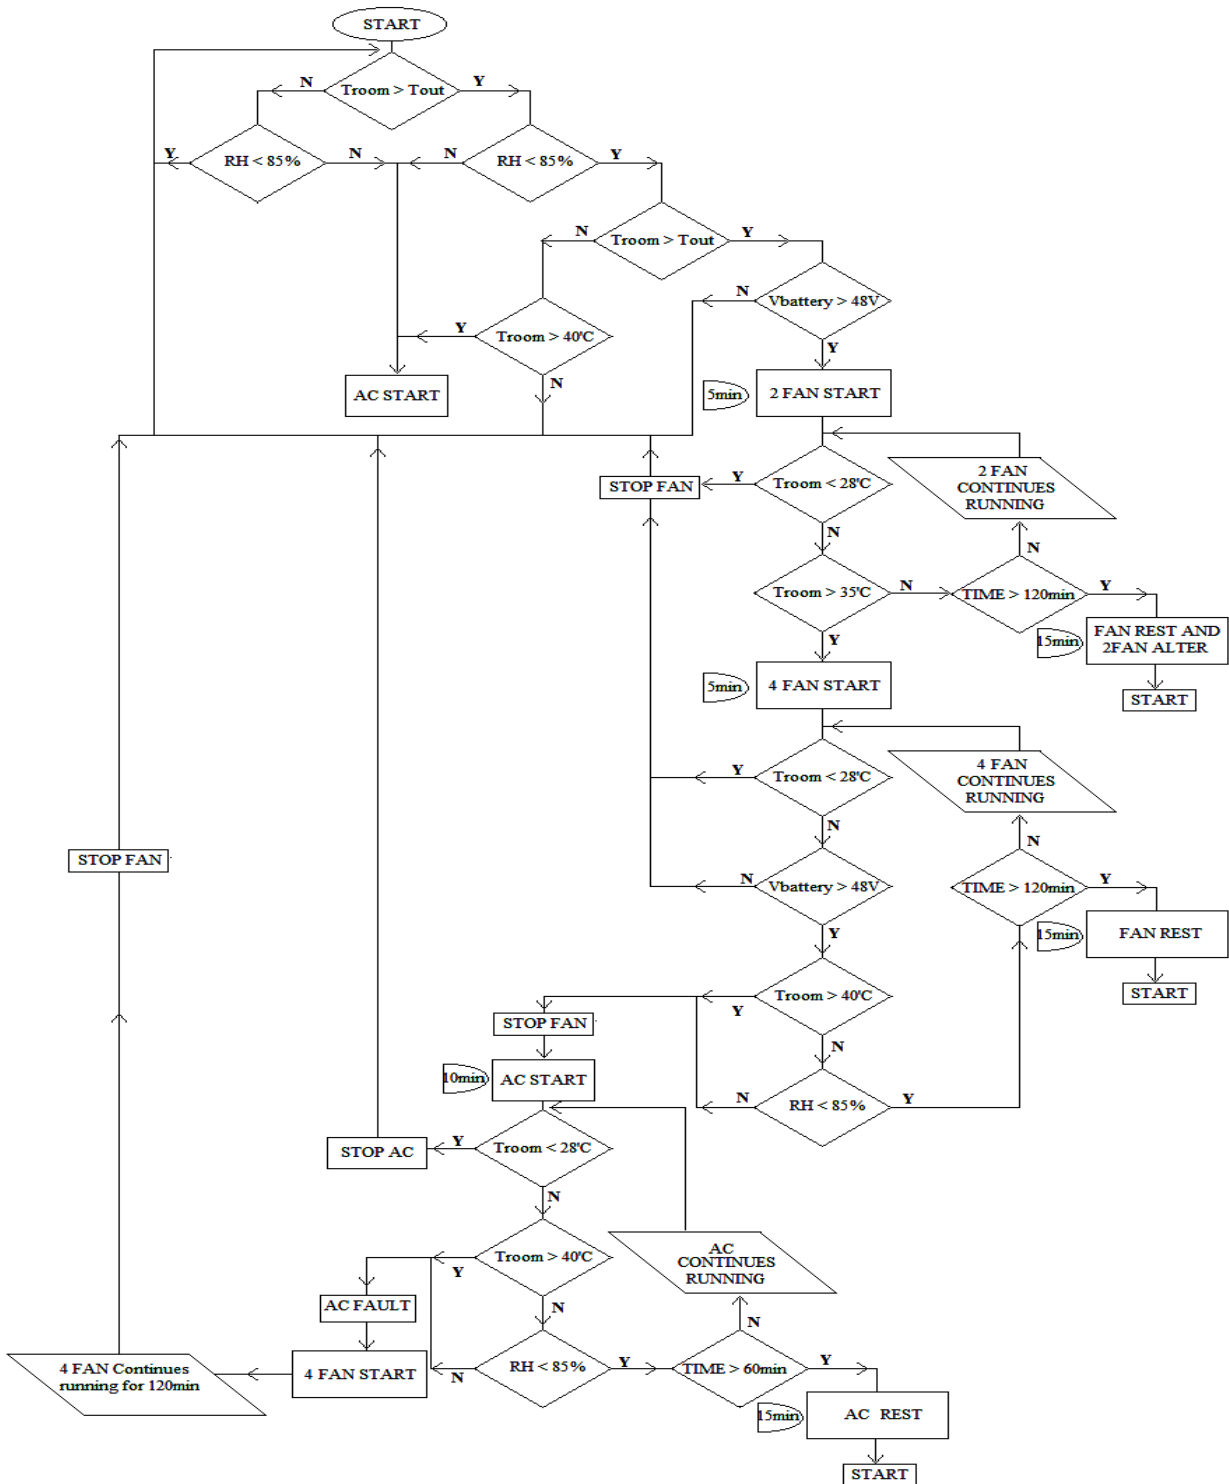 START
N
Troom > Tout
Y
Y
RH < 85%
N
N
RH < 85%
Y
N
Troom > Tout
Y
N
Vbattery > 48V
Y
Y
Troom > 40'C
N
AC START
5min
2 FAN START
STOP FAN
Y
Troom < 28'C
N
2 FAN
CONTINUES
RUNNING
N
Troom > 35'C
N
TIME > 120min
Y
Y
15min
FAN REST AND
2FAN ALTER
START
5min
4 FAN START
Y
Troom < 28'C
N
4 FAN
CONTINUES
RUNNING
N
STOP FAN
N
Vbattery > 48V
Y
TIME > 120min
Y
15min
FAN REST
START
Troom > 40'C
Y
N
STOP FAN
10min
AC START
N
RH < 85%
Y
STOP AC
Y
Troom < 28'C
N
Troom > 40'C
Y
N
AC
CONTINUES
RUNNING
N
AC FAULT
4 FAN Continues
running for 120min
4 FAN START
N
RH < 85%
Y
TIME > 60min
Y
15min
AC REST
START